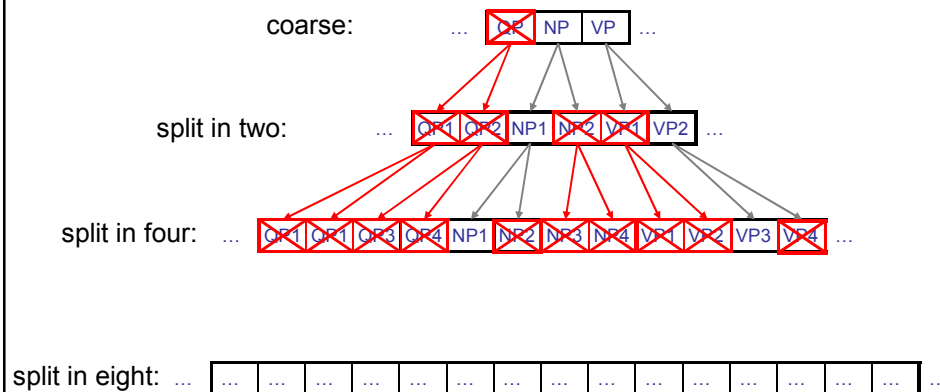 coarse: ... QP NP VP ...
split in two: ... QP1 QP2 NP1 NP2 VP1 VP2 ...
split in four: ... QP1 QP1 QP3 QP4 NP1 NP2 NP3 NP4 VP1 VP2 VP3 VP4 ...
split in eight: ... ... ... ... ... ... ... ... ... ... ... ... ... ... ... ... ...